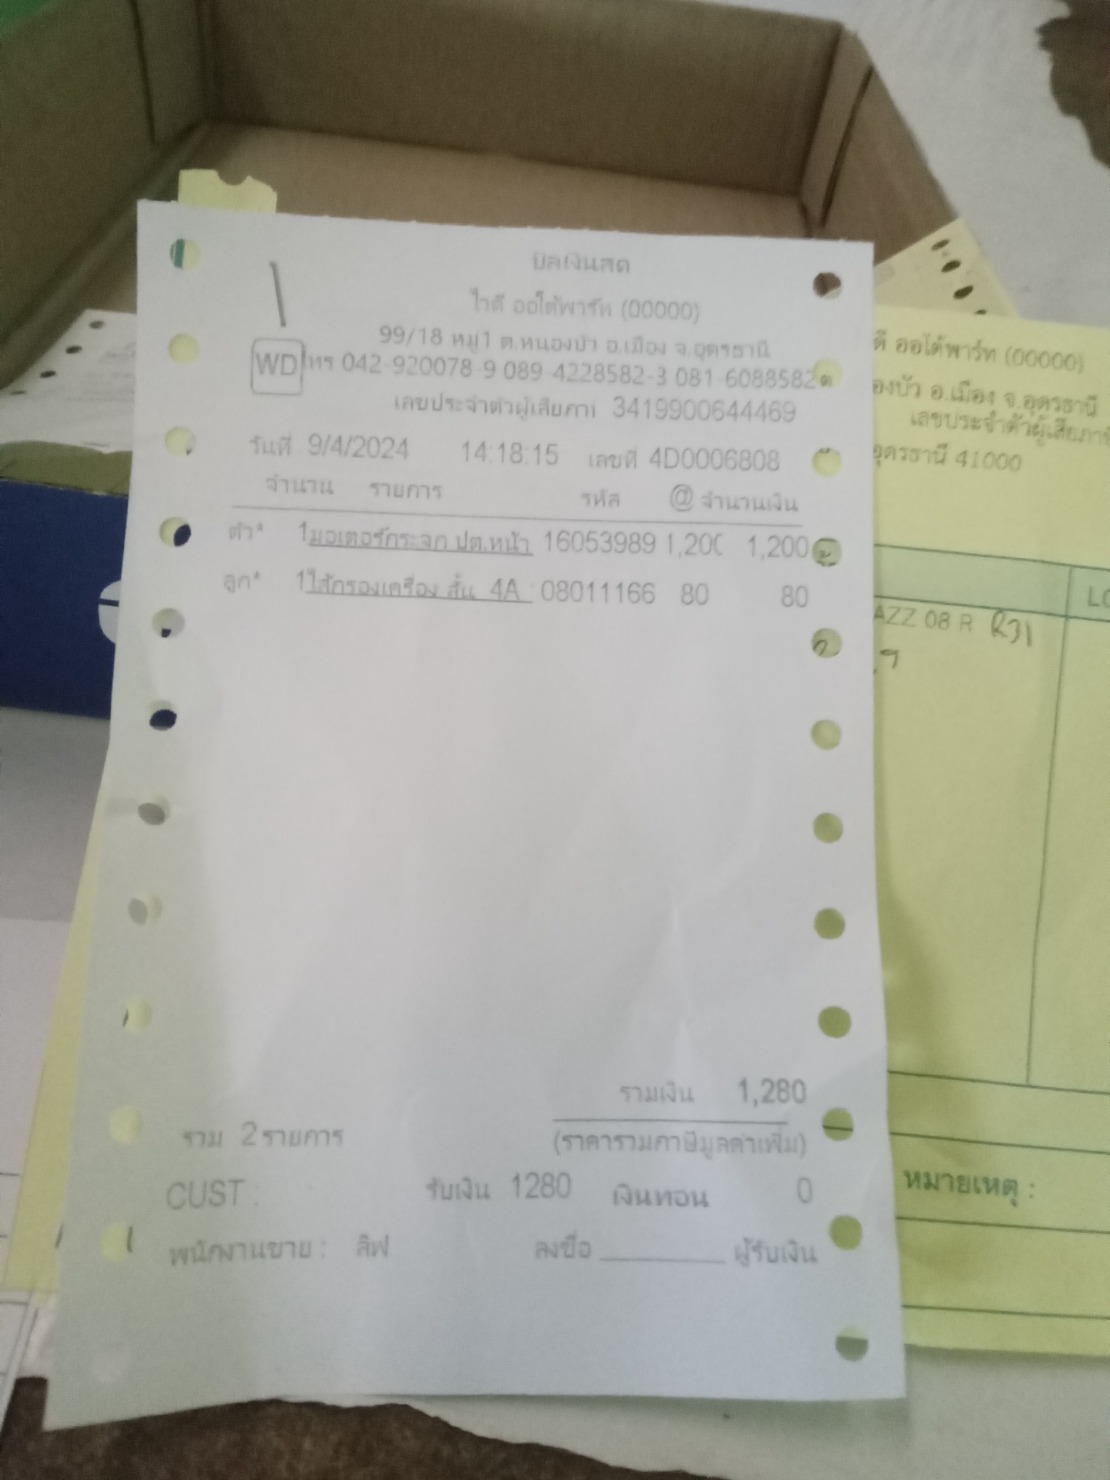 บิลเงินสด
ไวดี ออโต้พาร์ท (00000)
99/18 หมู่1 ต.หนองบัว อ.เมือง จ.อุดรธานี
WD โทร 042-920078-9 089-4228582-3 081-6088582
เลขประจำตัวผู้เสียภาษี 3419900644469
วันที่ 9/4/2024 14:18:15 เลขที่ 4D0006808
จำนวน รายการ รหัส @ จำนวนเงิน
ตัว* 1 มอเตอร์กระจก ปต.หน้า 16053989 1,200 1,200
ลูก* 1 ไส้กรองเครื่อง สั้น 4A 08011166 80 80
รวมเงิน 1,280
รวม 2 รายการ (ราคารวมภาษีมูลค่าเพิ่ม)
CUST : รับเงิน 1280 เงินทอน 0
พนักงานขาย : ลิฟ ลงชื่อ ________ ผู้รับเงิน
ดี ออโต้พาร์ท (00000)
องบัว อ.เมือง จ.อุดรธานี
เลขประจำตัวผู้เสียภาษี
อุดรธานี 41000
LO
AZZ 08 R R31
หมายเหตุ :